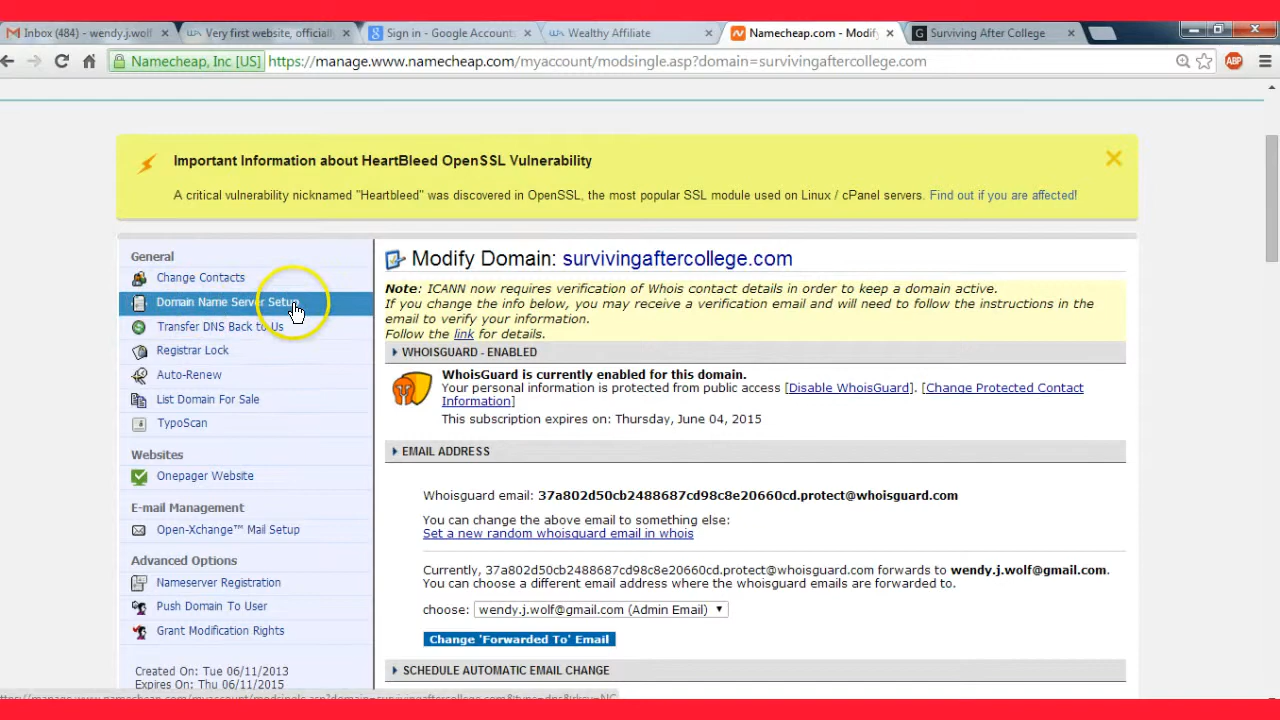 Inbox (484) - wendy.j.wolf
Very first website, officially
Sign in - Google Accounts
Wealthy Affiliate
Namecheap.com - Modify
Surviving After College
Namecheap, Inc [US]
https://manage.www.namecheap.com/myaccount/modsingle.asp?domain=survivingaftercollege.com
ABP
Important Information about HeartBleed OpenSSL Vulnerability
A critical vulnerability nicknamed "Heartbleed" was discovered in OpenSSL, the most popular SSL module used on Linux / cPanel servers. Find out if you are affected!
General
Change Contacts
Domain Name Server Setup
Transfer DNS Back to Us
Registrar Lock
Auto-Renew
List Domain For Sale
TypoScan
Websites
Onepager Website
E-mail Management
Open-Xchange™ Mail Setup
Advanced Options
Nameserver Registration
Push Domain To User
Grant Modification Rights
Created On: Tue 06/11/2013
Expires On: Thu 06/11/2015
Modify Domain: survivingaftercollege.com
Note: ICANN now requires verification of Whois contact details in order to keep a domain active.
If you change the info below, you may receive a verification email and will need to follow the instructions in the
email to verify your information.
Follow the link for details.
WHOISGUARD - ENABLED
WhoisGuard is currently enabled for this domain.
Your personal information is protected from public access [Disable WhoisGuard]. [Change Protected Contact
Information]
This subscription expires on: Thursday, June 04, 2015
EMAIL ADDRESS
Whoisguard email: 37a802d50cb2488687cd98c8e20660cd.protect@whoisguard.com
You can change the above email to something else:
Set a new random whoisguard email in whois
Currently, 37a802d50cb2488687cd98c8e20660cd.protect@whoisguard.com forwards to wendy.j.wolf@gmail.com.
You can choose a different email address where the whoisguard emails are forwarded to.
choose: wendy.j.wolf@gmail.com (Admin Email)
Change 'Forwarded To' Email
SCHEDULE AUTOMATIC EMAIL CHANGE